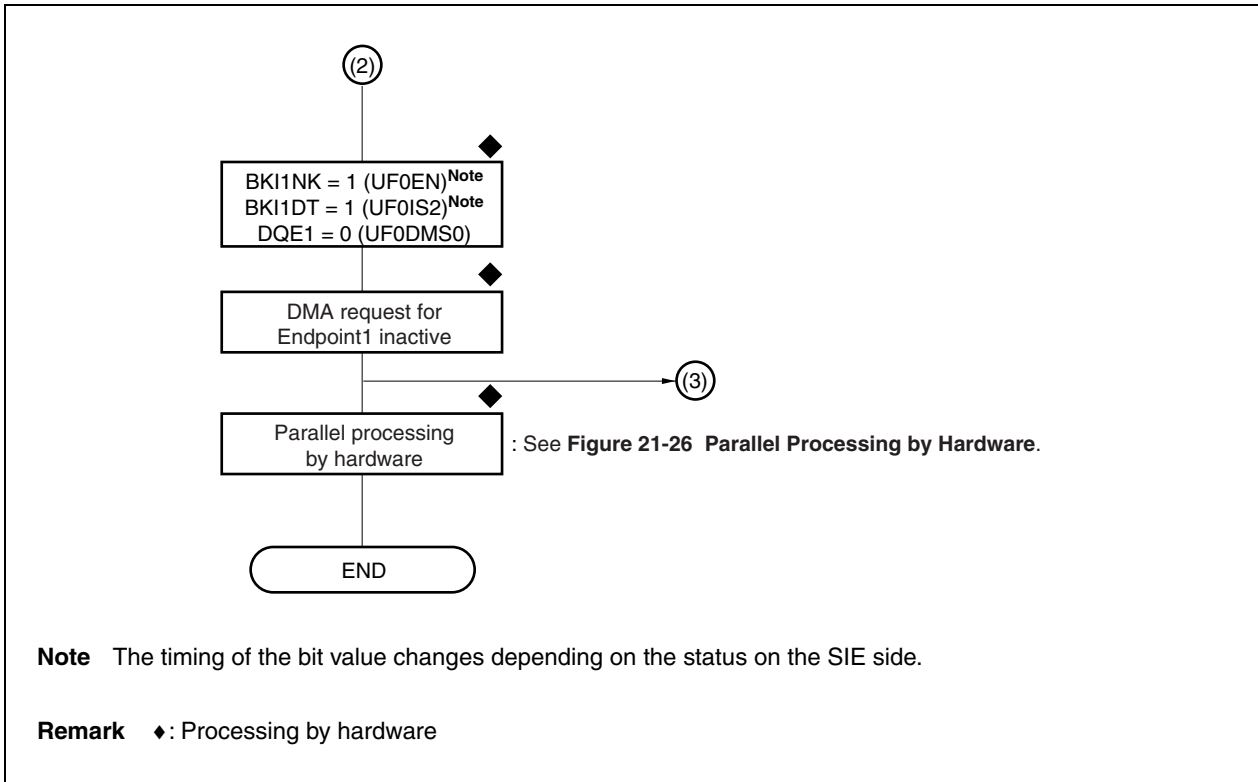 (2)
BKI1NK = 1 (UF0EN)Note
BKI1DT = 1 (UF0IS2)Note
DQE1 = 0 (UF0DMS0)
DMA request for
Endpoint1 inactive
(3)
Parallel processing
by hardware
: See Figure 21-26 Parallel Processing by Hardware.
END
Note The timing of the bit value changes depending on the status on the SIE side.
Remark ♦: Processing by hardware